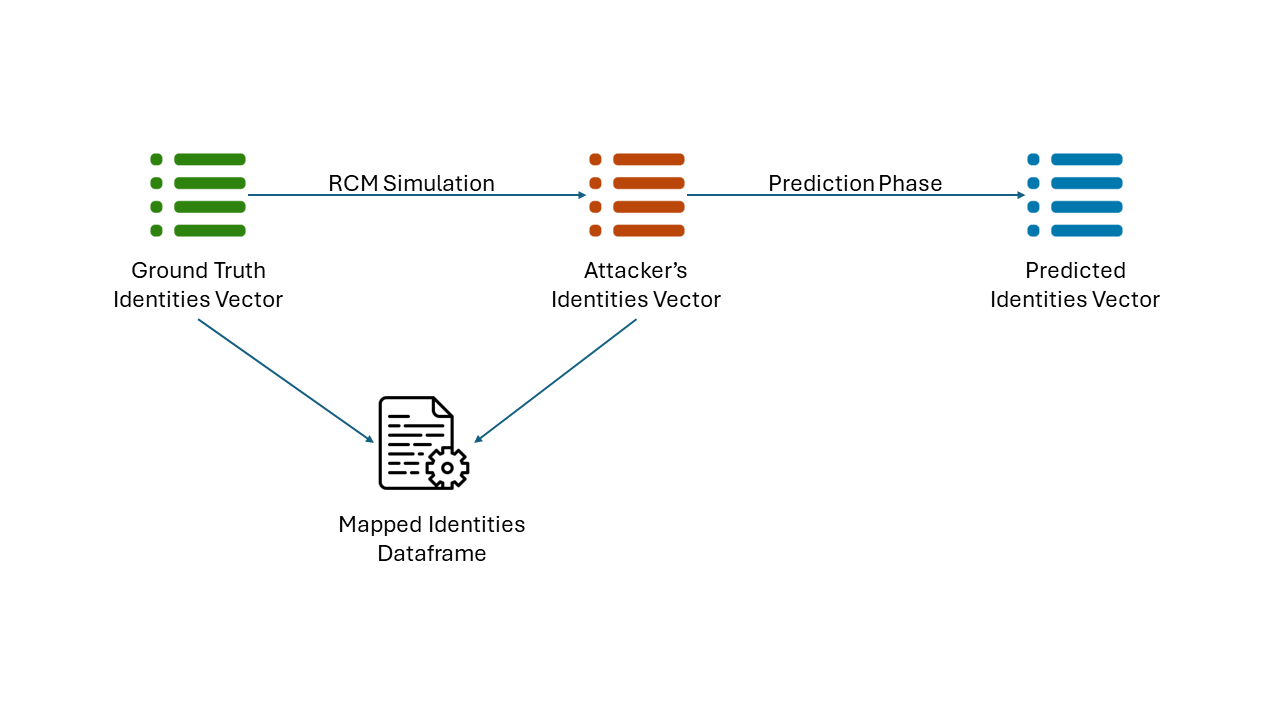 RCM Simulation
Prediction Phase
Ground Truth
Identities Vector
Attacker’s
Identities Vector
Predicted
Identities Vector
Mapped Identities
Dataframe